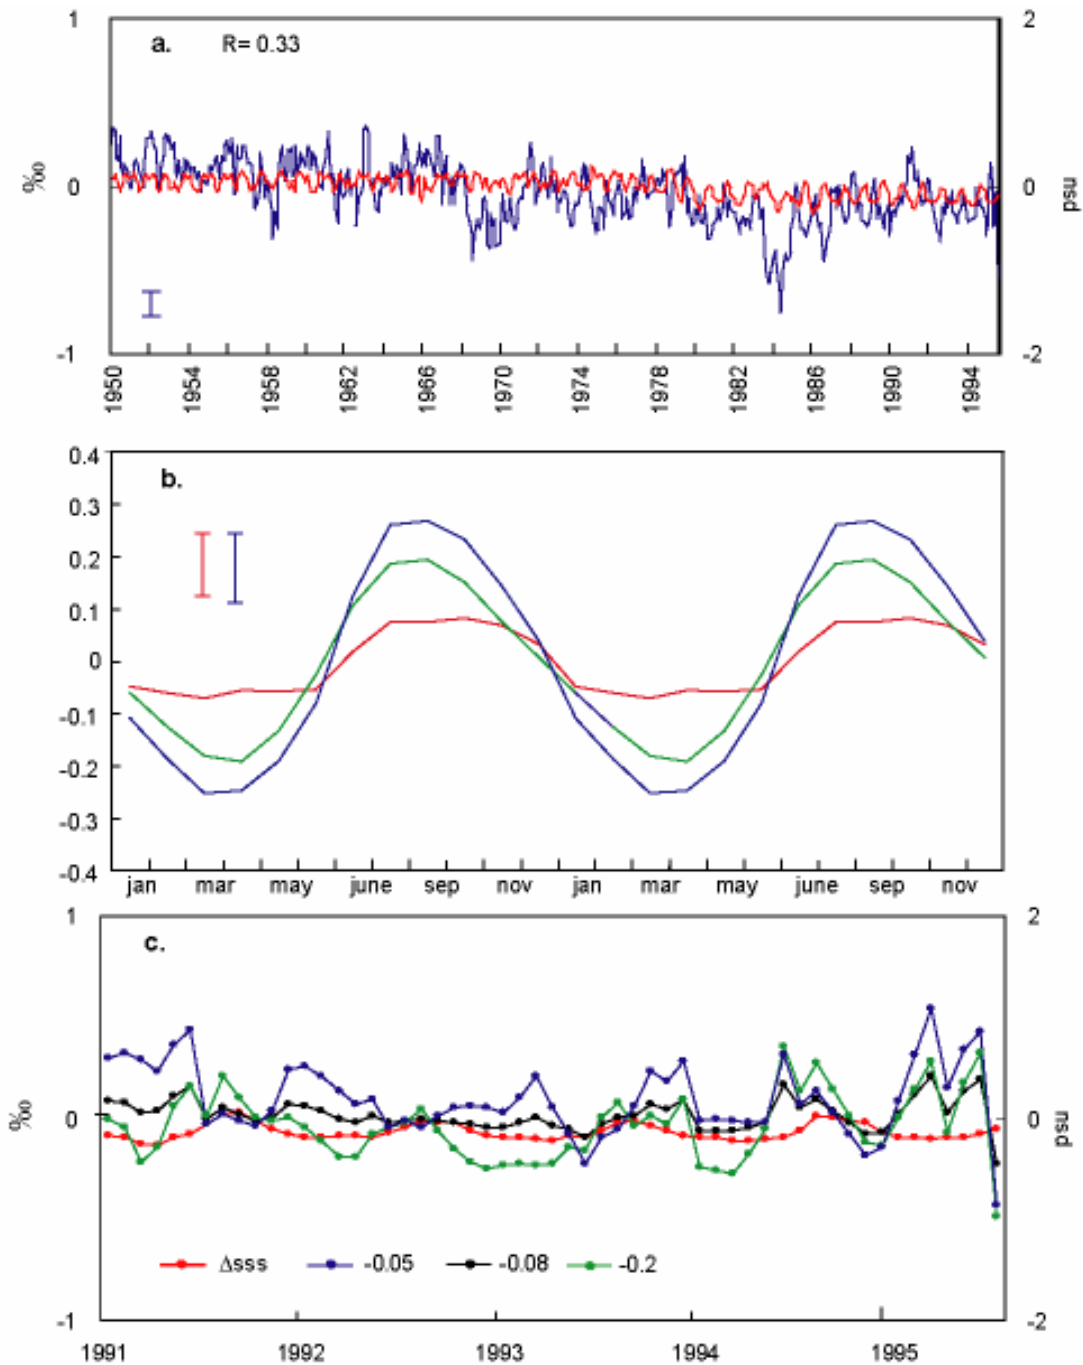 1
a. R= 0.33
2
‰
0
0
psu
-1
-2
1950 1954 1958 1962 1966 1970 1974 1978 1982 1986 1990 1994
0.4
b.
0.3
0.2
0.1
0
-0.1
-0.2
-0.3
-0.4
jan mar may june sep nov jan mar may june sep nov
1
c.
2
‰
0
0
psu
Δsss -0.05 -0.08 -0.2
-1
-2
1991 1992 1993 1994 1995